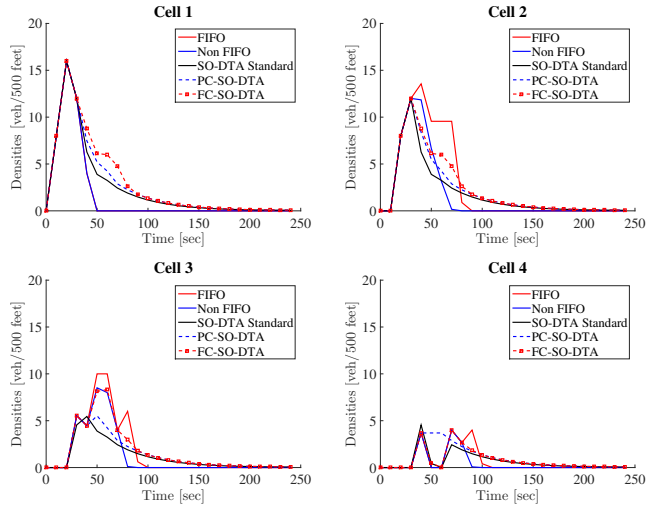 Cell 1
Densities [veh/500 feet]
20
15
10
5
0
0 50 100 150 200 250
Time [sec]
FIFO
Non FIFO
SO-DTA Standard
PC-SO-DTA
FC-SO-DTA
Cell 2
Densities [veh/500 feet]
20
15
10
5
0
0 50 100 150 200 250
Time [sec]
FIFO
Non FIFO
SO-DTA Standard
PC-SO-DTA
FC-SO-DTA
Cell 3
Densities [veh/500 feet]
20
15
10
5
0
0 50 100 150 200 250
Time [sec]
FIFO
Non FIFO
SO-DTA Standard
PC-SO-DTA
FC-SO-DTA
Cell 4
Densities [veh/500 feet]
20
15
10
5
0
0 50 100 150 200 250
Time [sec]
FIFO
Non FIFO
SO-DTA Standard
PC-SO-DTA
FC-SO-DTA